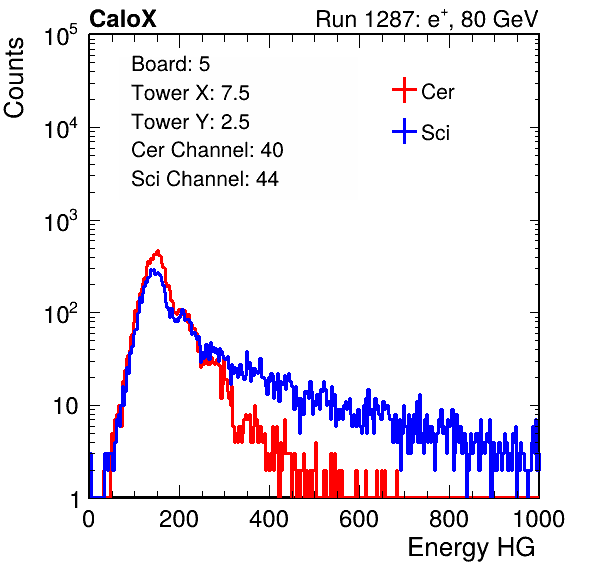 CaloX Run 1287: e⁺, 80 GeV
Counts
Board: 5
Tower X: 7.5
Tower Y: 2.5
Cer Channel: 40
Sci Channel: 44
Cer
Sci
10⁵
10⁴
10³
10²
10
1
0 200 400 600 800 1000
Energy HG